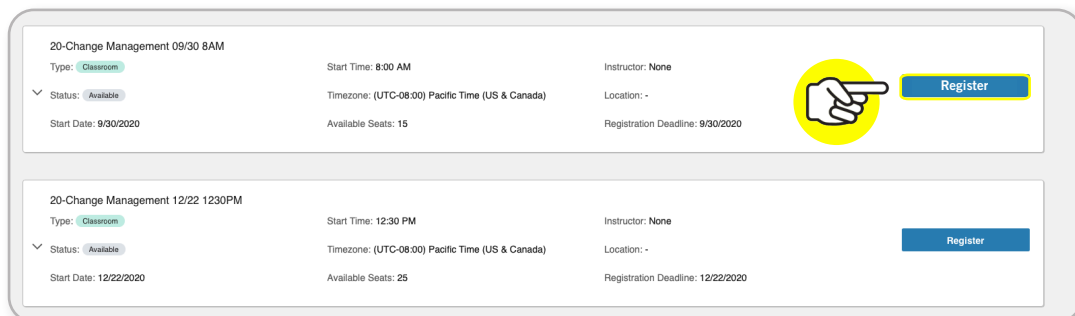 20-Change Management 09/30 8AM
Type: Classroom
Start Time: 8:00 AM
Instructor: None
Status: Available
Timezone: (UTC-08:00) Pacific Time (US & Canada)
Location: -
Register
Start Date: 9/30/2020
Available Seats: 15
Registration Deadline: 9/30/2020
20-Change Management 12/22 1230PM
Type: Classroom
Start Time: 12:30 PM
Instructor: None
Status: Available
Timezone: (UTC-08:00) Pacific Time (US & Canada)
Location: -
Register
Start Date: 12/22/2020
Available Seats: 25
Registration Deadline: 12/22/2020